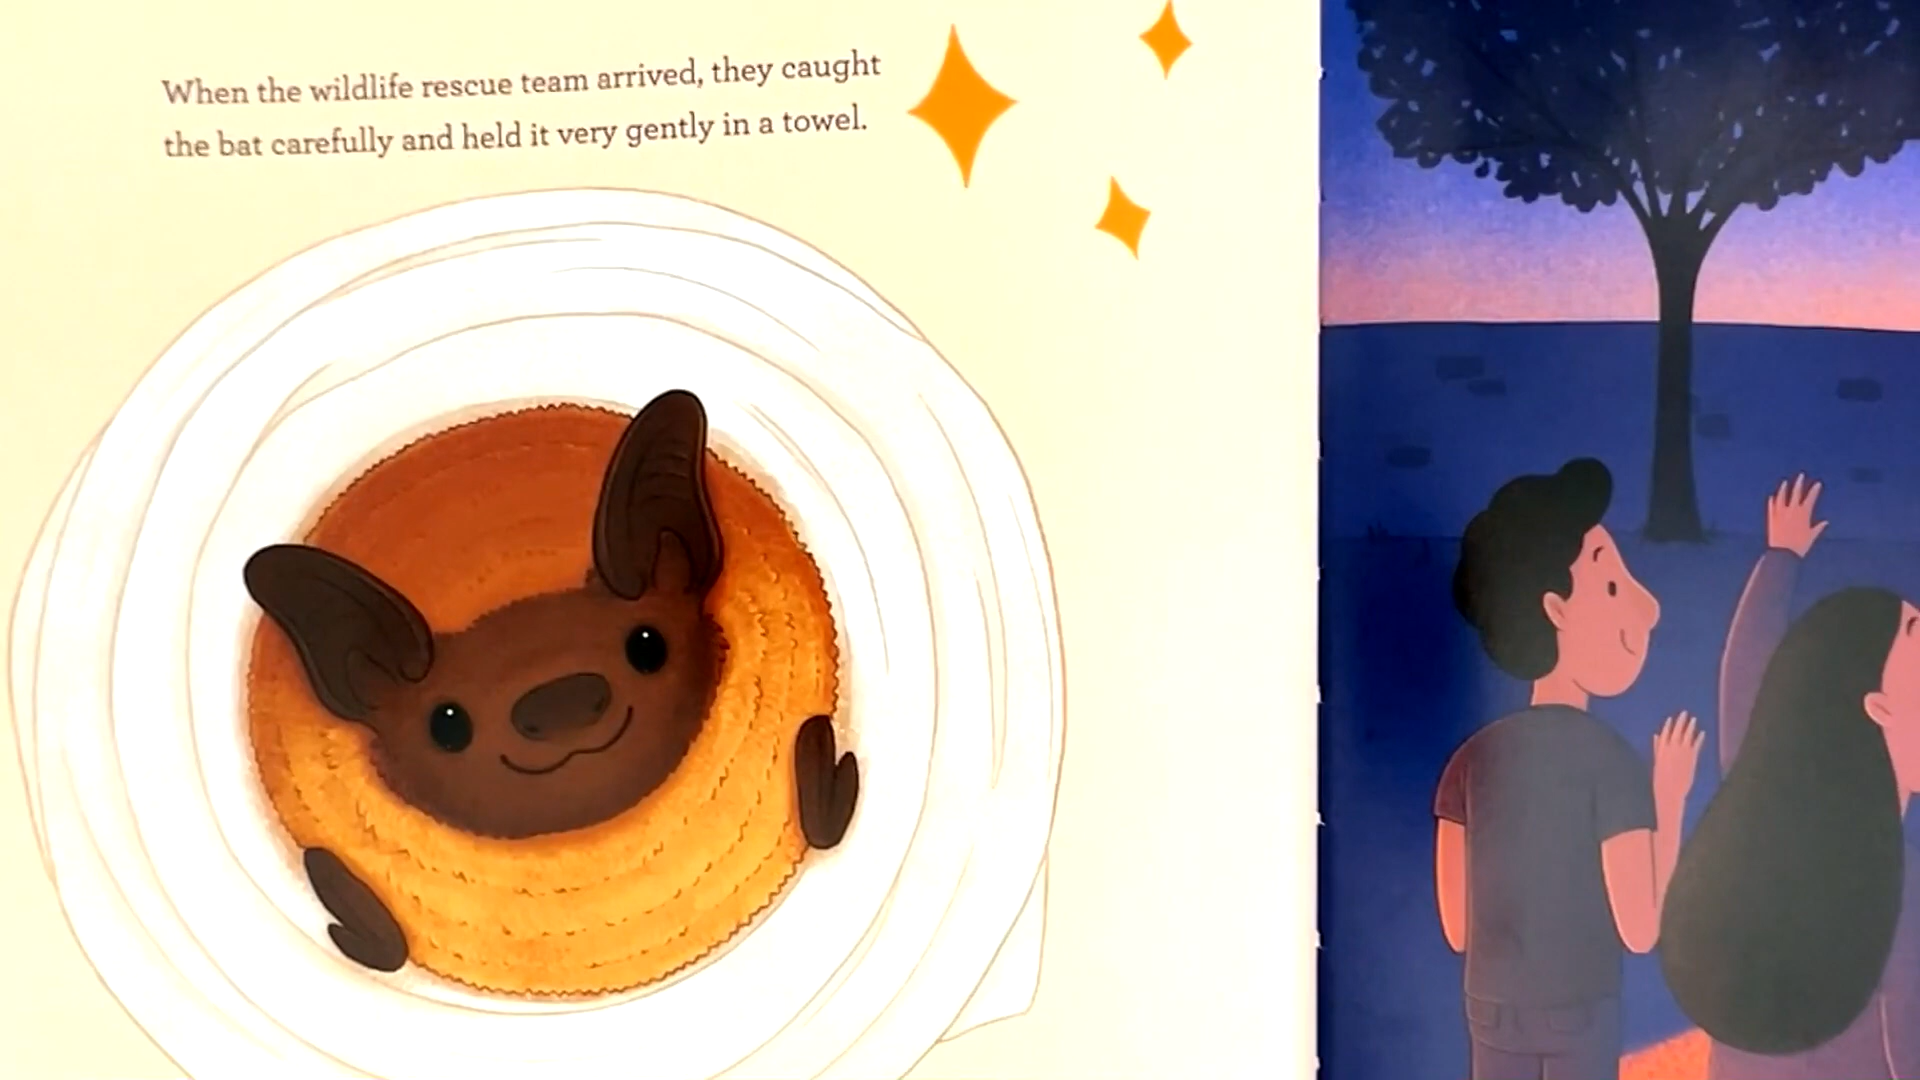 When the wildlife rescue team arrived, they caught
the bat carefully and held it very gently in a towel.